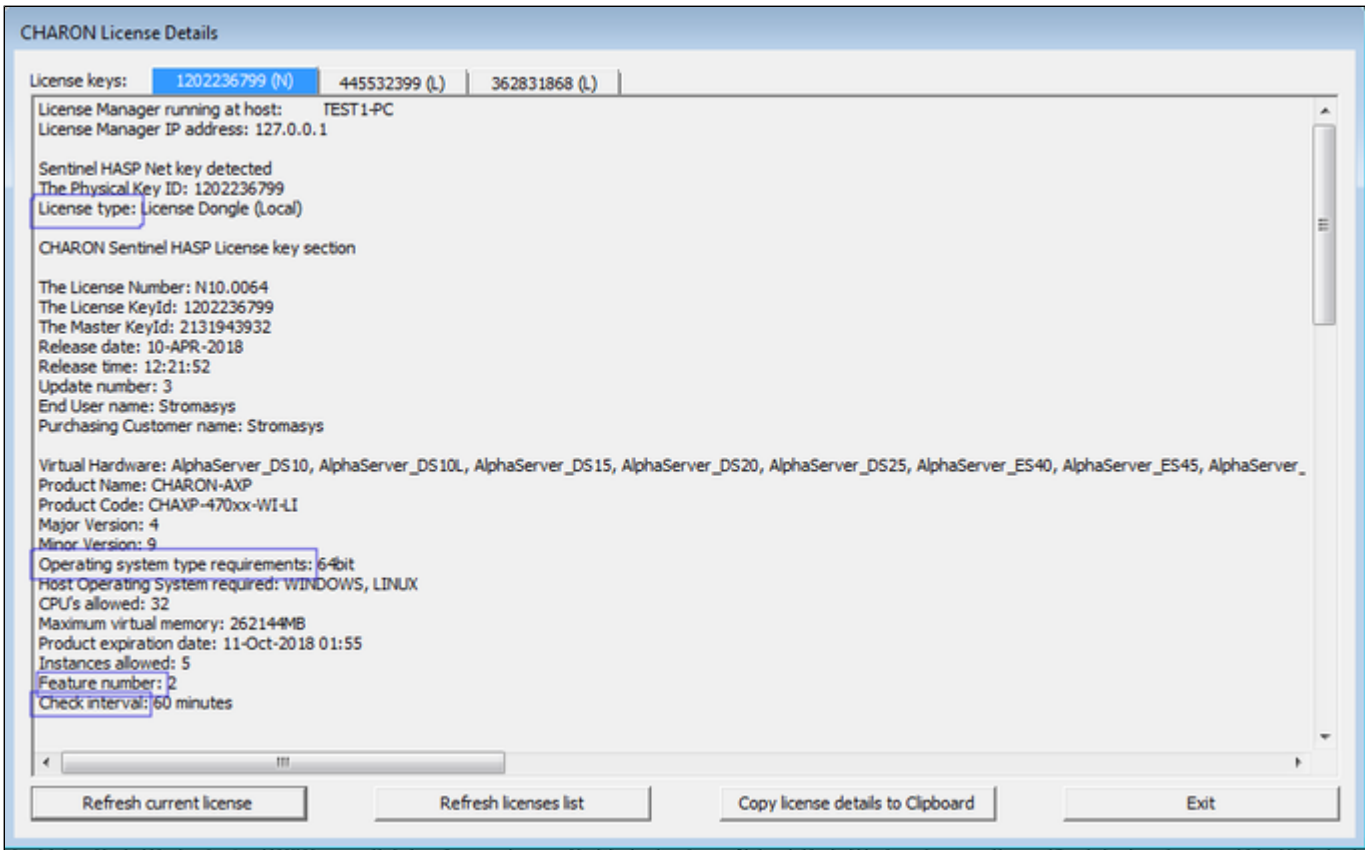 CHARON License Details
License keys: 1202236799 (N) 445532399 (L) 362831868 (L)
License Manager running at host: TEST1-PC
License Manager IP address: 127.0.0.1
Sentinel HASP Net key detected
The Physical Key ID: 1202236799
License type: License Dongle (Local)
CHARON Sentinel HASP License key section
The License Number: N10.0064
The License KeyId: 1202236799
The Master KeyId: 2131943932
Release date: 10-APR-2018
Release time: 12:21:52
Update number: 3
End User name: Stromasys
Purchasing Customer name: Stromasys
Virtual Hardware: AlphaServer_DS10, AlphaServer_DS10L, AlphaServer_DS15, AlphaServer_DS20, AlphaServer_DS25, AlphaServer_ES40, AlphaServer_ES45, AlphaServer_
Product Name: CHARON-AXP
Product Code: CHAXP-470xx-WI-LI
Major Version: 4
Minor Version: 9
Operating system type requirements: 64bit
Host Operating System required: WINDOWS, LINUX
CPU's allowed: 32
Maximum virtual memory: 262144MB
Product expiration date: 11-Oct-2018 01:55
Instances allowed: 5
Feature number: 2
Check interval: 60 minutes
Refresh current license Refresh licenses list Copy license details to Clipboard Exit